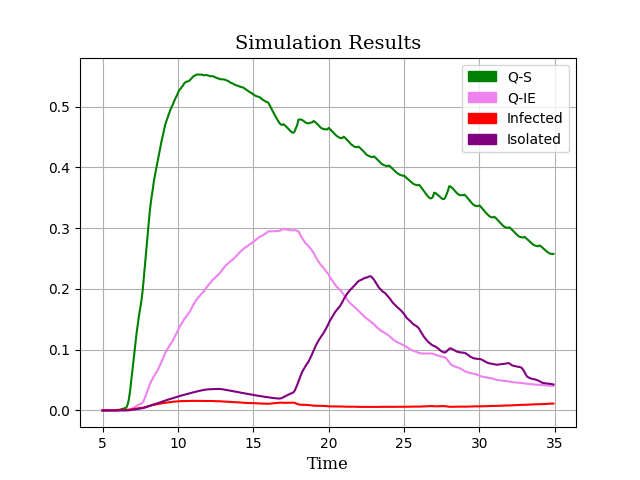 Simulation Results
Q-S
Q-IE
Infected
Isolated
0.5
0.4
0.3
0.2
0.1
0.0
5 10 15 20 25 30 35
Time